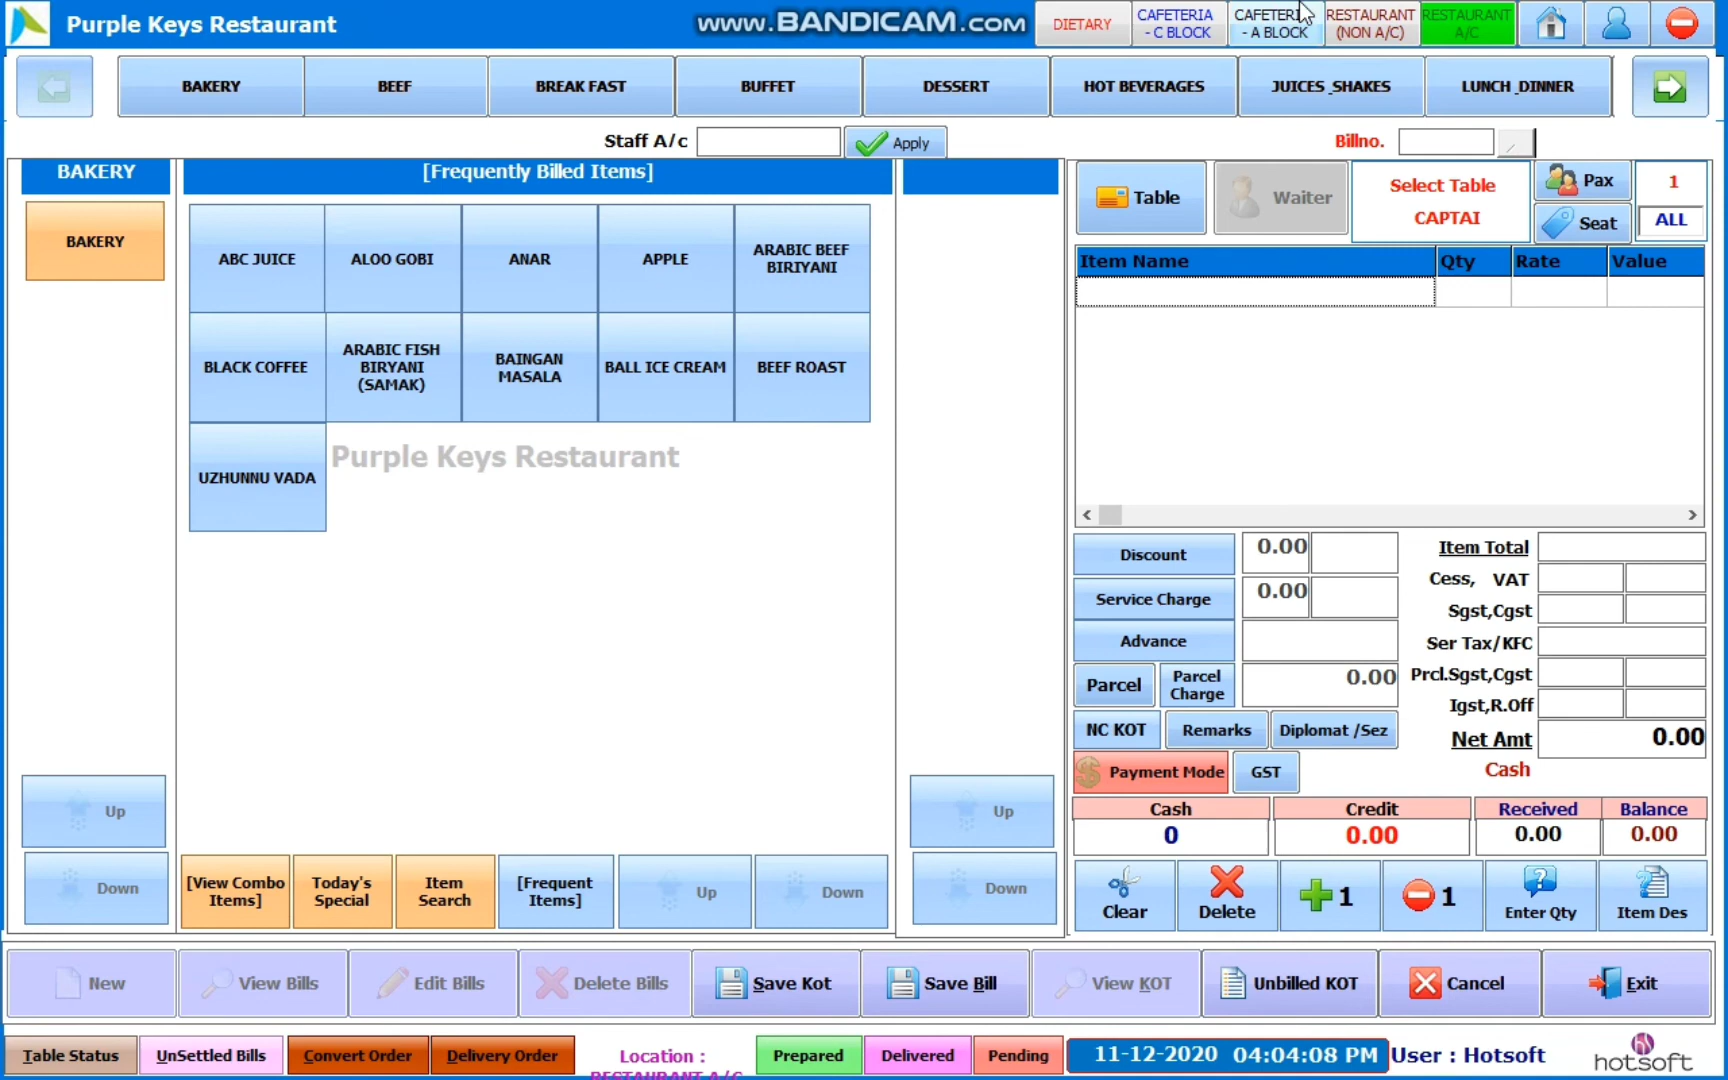 Purple Keys Restaurant
www.BANDICAM.com
DIETARY
CAFETERIA
- C BLOCK
CAFETERIA
- A BLOCK
RESTAURANT
(NON A/C)
RESTAURANT
A/C
BAKERY
BEEF
BREAK FAST
BUFFET
DESSERT
HOT BEVERAGES
JUICES_SHAKES
LUNCH_DINNER
Staff A/c
Apply
Billno.
BAKERY
[Frequently Billed Items]
BAKERY
ABC JUICE
ALOO GOBI
ANAR
APPLE
ARABIC BEEF
BIRIYANI
BLACK COFFEE
ARABIC FISH
BIRYANI
(SAMAK)
BAINGAN
MASALA
BALL ICE CREAM
BEEF ROAST
UZHUNNU VADA
Purple Keys Restaurant
Table
Waiter
Select Table
CAPTAI
Pax
1
Seat
ALL
Item Name Qty Rate Value
Discount 0.00
Service Charge 0.00
Advance
Parcel
Parcel
Charge
0.00
NC KOT
Remarks
Diplomat /Sez
Payment Mode
GST
Item Total
Cess, VAT
Sgst,Cgst
Ser Tax/KFC
Prcl.Sgst,Cgst
Igst,R.Off
Net Amt 0.00
Cash
Cash Credit Received Balance
0 0.00 0.00 0.00
Up
Down
[View Combo
Items]
Today's
Special
Item
Search
[Frequent
Items]
Up
Down
Up
Down
Clear
Delete
1
1
Enter Qty
Item Des
New
View Bills
Edit Bills
Delete Bills
Save Kot
Save Bill
View KOT
Unbilled KOT
Cancel
Exit
Table Status
UnSettled Bills
Convert Order
Delivery Order
Location :
RESTAURANT A/C
Prepared
Delivered
Pending
11-12-2020 04:04:08 PM
User : Hotsoft
hotsoft